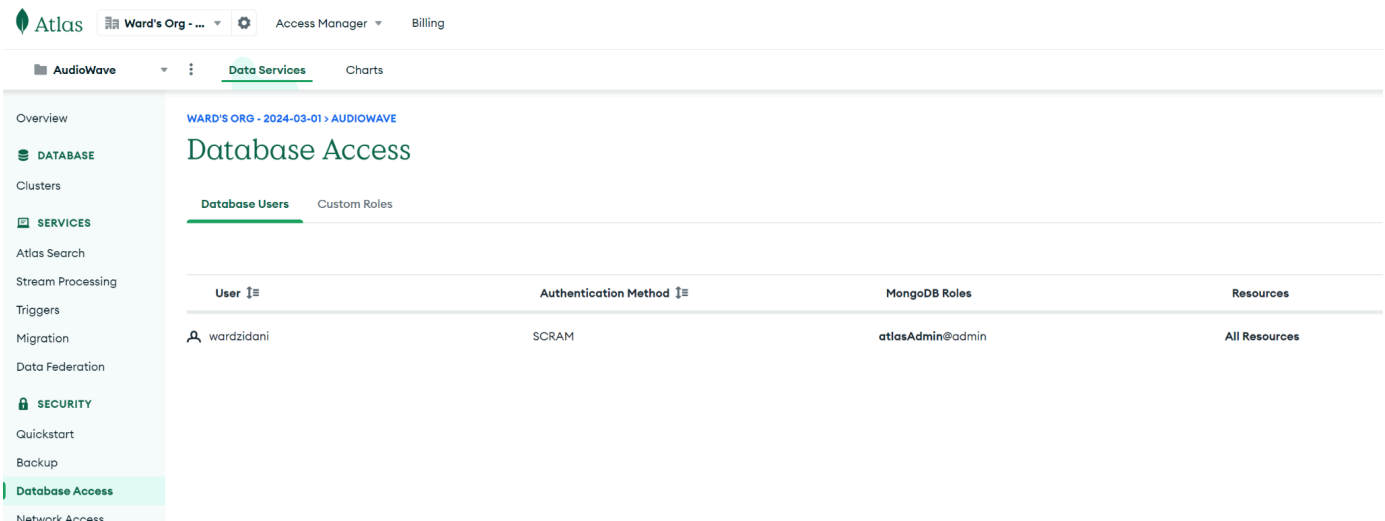 Atlas Ward's Org - ... Access Manager Billing
AudioWave Data Services Charts
Overview
DATABASE
Clusters
SERVICES
Atlas Search
Stream Processing
Triggers
Migration
Data Federation
SECURITY
Quickstart
Backup
Database Access
Network Access
WARD'S ORG - 2024-03-01 > AUDIOWAVE
Database Access
Database Users Custom Roles
User Authentication Method MongoDB Roles Resources
wardzidani SCRAM atlasAdmin@admin All Resources